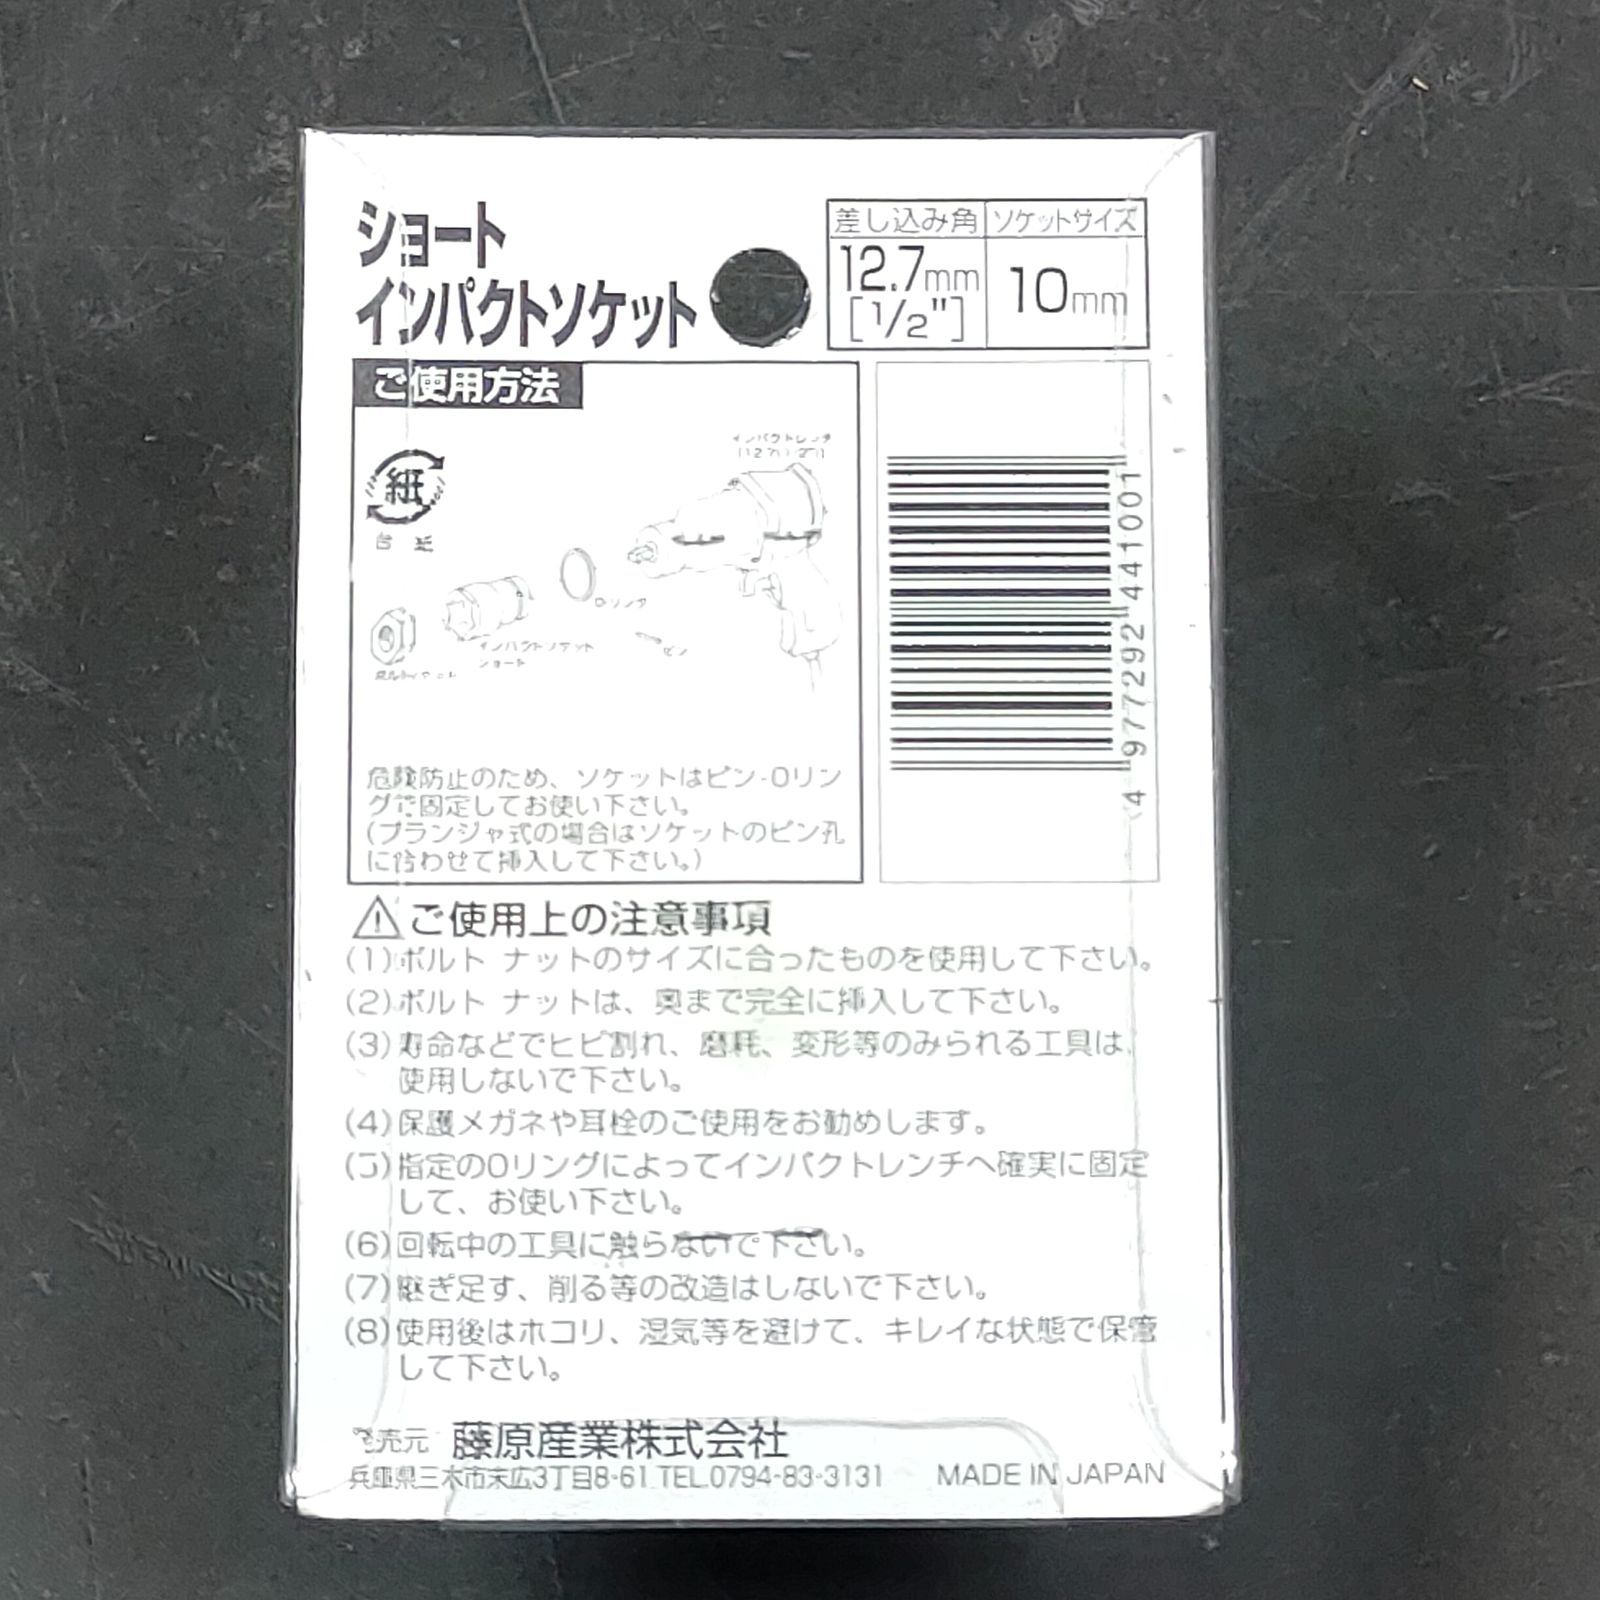 ショート
インパクトソケット
差し込み角 ソケットサイズ
12.7mm 10mm
[1/2"]
ご使用方法
紙
台紙
インパクトレンチ
Oリング
ピン
インパクトソケット
ショート
危険防止のため、ソケットはピン・Oリン
グで固定してお使い下さい。
(プランジャ式の場合はソケットのピン孔
に合わせて挿入して下さい。)
4 977292 441001
⚠ご使用上の注意事項
(1)ボルト ナットのサイズに合ったものを使用して下さい。
(2)ボルト ナットは、奥まで完全に挿入して下さい。
(3)寿命などでヒビ割れ、磨耗、変形等のみられる工具は、
使用しないで下さい。
(4)保護メガネや耳栓のご使用をお勧めします。
(5)指定のOリングによってインパクトレンチへ確実に固定
して、お使い下さい。
(6)回転中の工具に触らないで下さい。
(7)継ぎ足す、削る等の改造はしないで下さい。
(8)使用後はホコリ、湿気等を避けて、キレイな状態で保管
して下さい。
発売元 藤原産業株式会社
兵庫県三木市末広3丁目8-61 TEL.0794-83-3131 MADE IN JAPAN